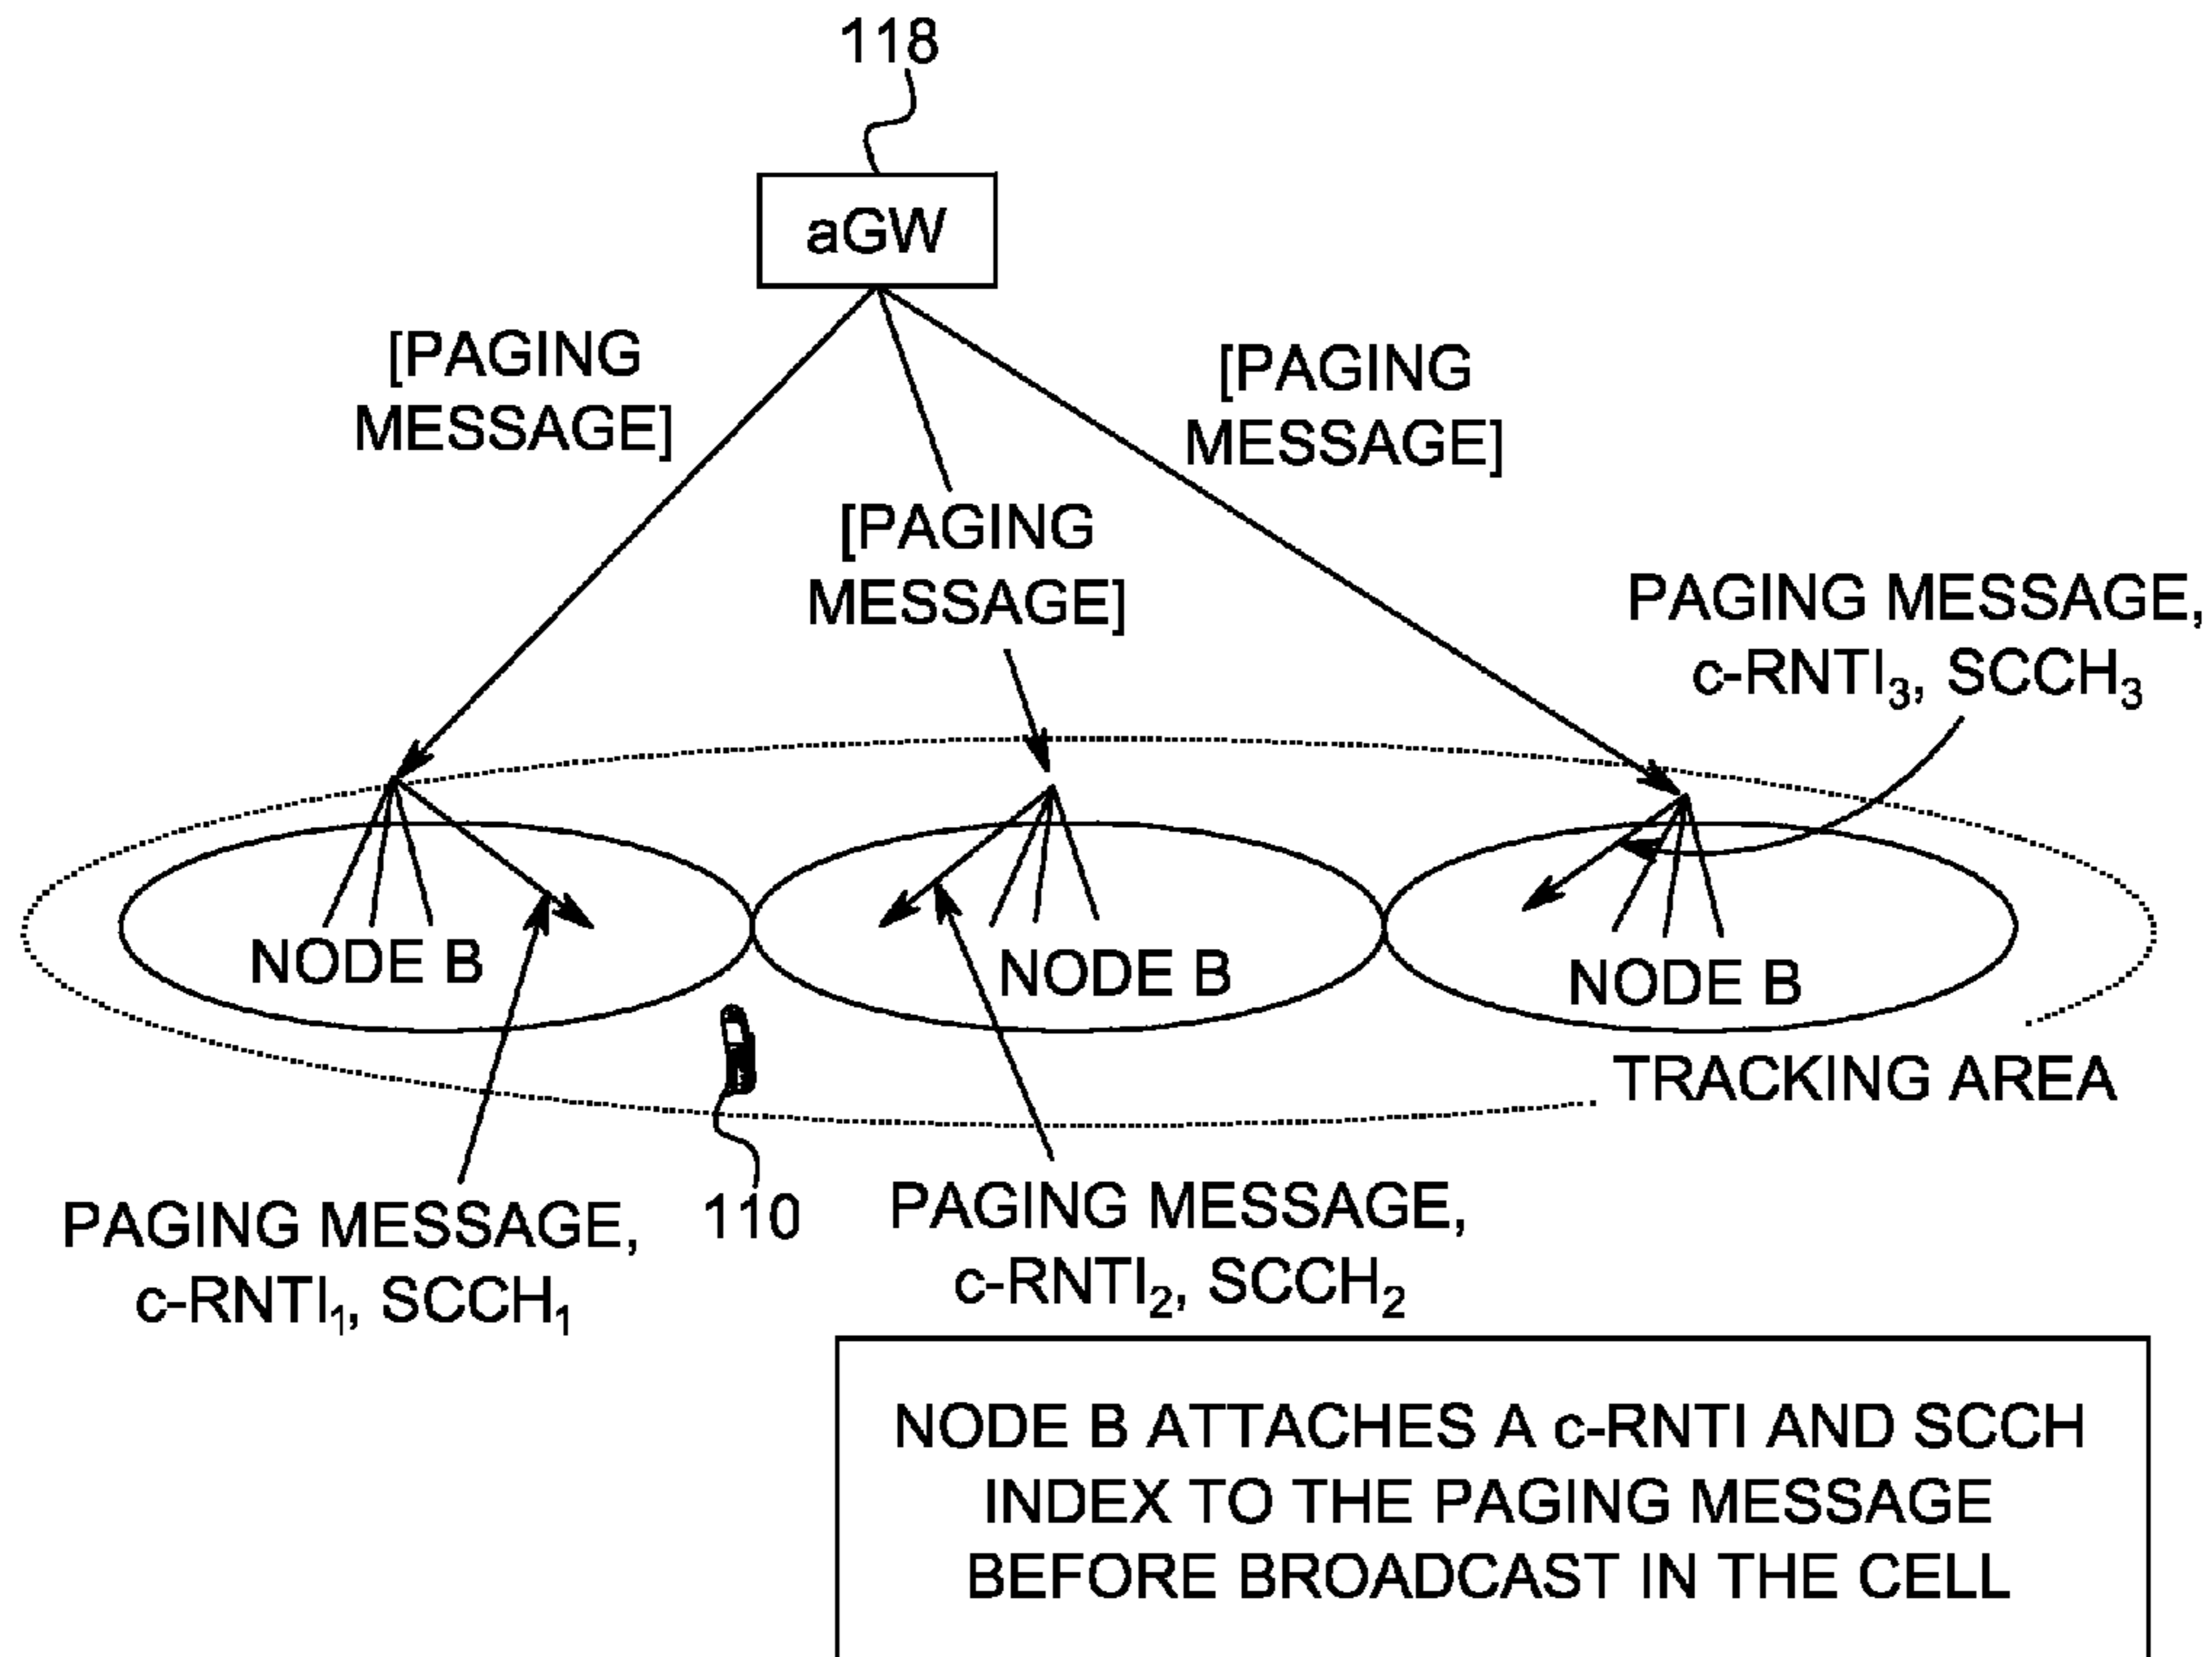 118
aGW
[PAGING
MESSAGE]
[PAGING
MESSAGE]
[PAGING
MESSAGE]
PAGING MESSAGE,
c-RNTI₃, SCCH₃
NODE B
NODE B
NODE B
TRACKING AREA
PAGING MESSAGE,
c-RNTI₁, SCCH₁
110
PAGING MESSAGE,
c-RNTI₂, SCCH₂
NODE B ATTACHES A c-RNTI AND SCCH
INDEX TO THE PAGING MESSAGE
BEFORE BROADCAST IN THE CELL